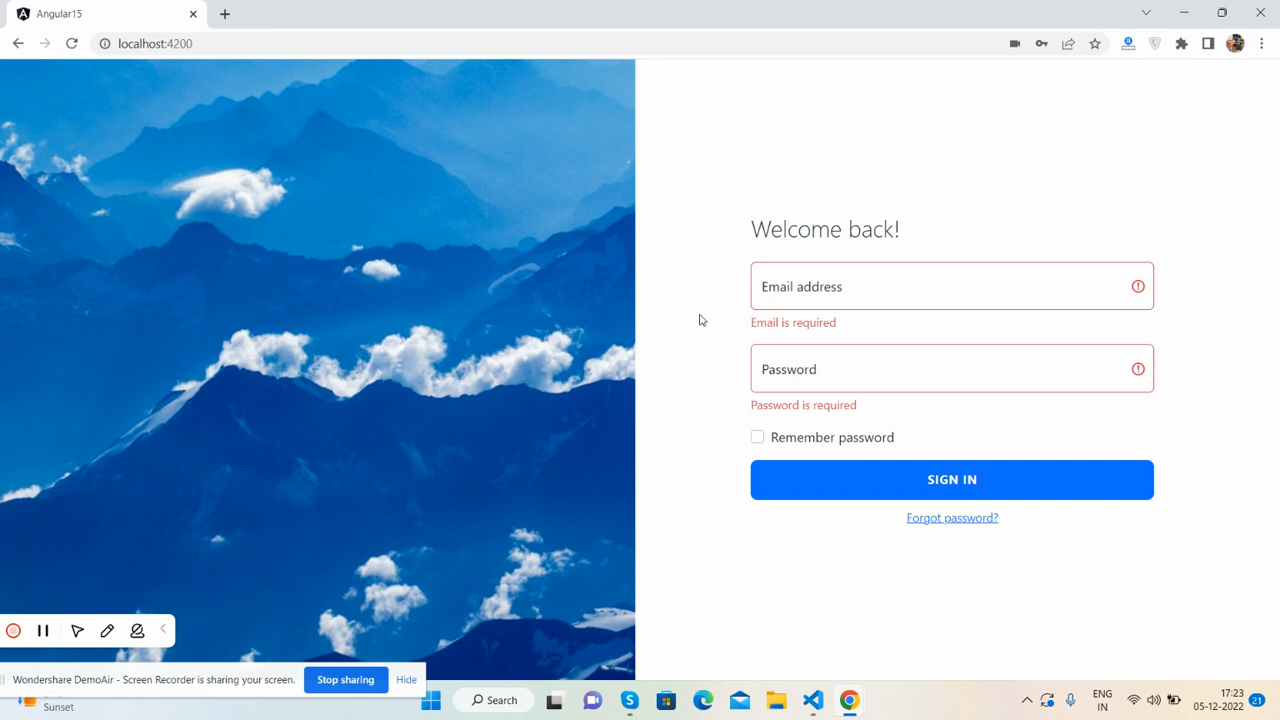 Angular15
localhost:4200
Welcome back!
Email address
Email is required
Password
Password is required
Remember password
SIGN IN
Forgot password?
Wondershare DemoAir - Screen Recorder is sharing your screen.
Stop sharing
Hide
Sunset
Search
ENG
IN
17:23
05-12-2022
21